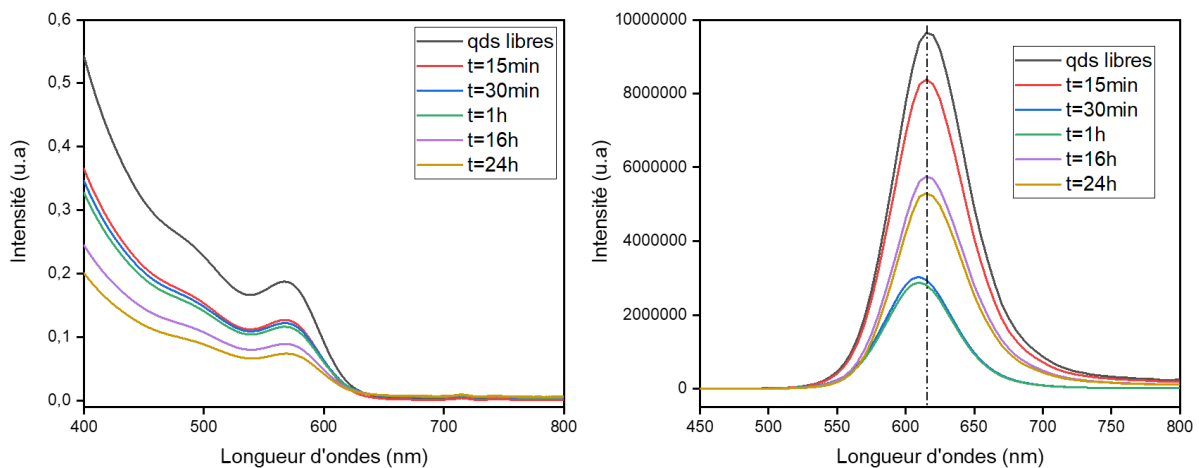 0,6
0,5
0,4
0,3
0,2
0,1
0,0
400
500
600
700
800
Intensité (u.a)
Longueur d'ondes (nm)
qds libres
t=15min
t=30min
t=1h
t=16h
t=24h
10000000
8000000
6000000
4000000
2000000
0
450
500
550
600
650
700
750
800
Intensité (u.a)
Longueur d'ondes (nm)
qds libres
t=15min
t=30min
t=1h
t=16h
t=24h